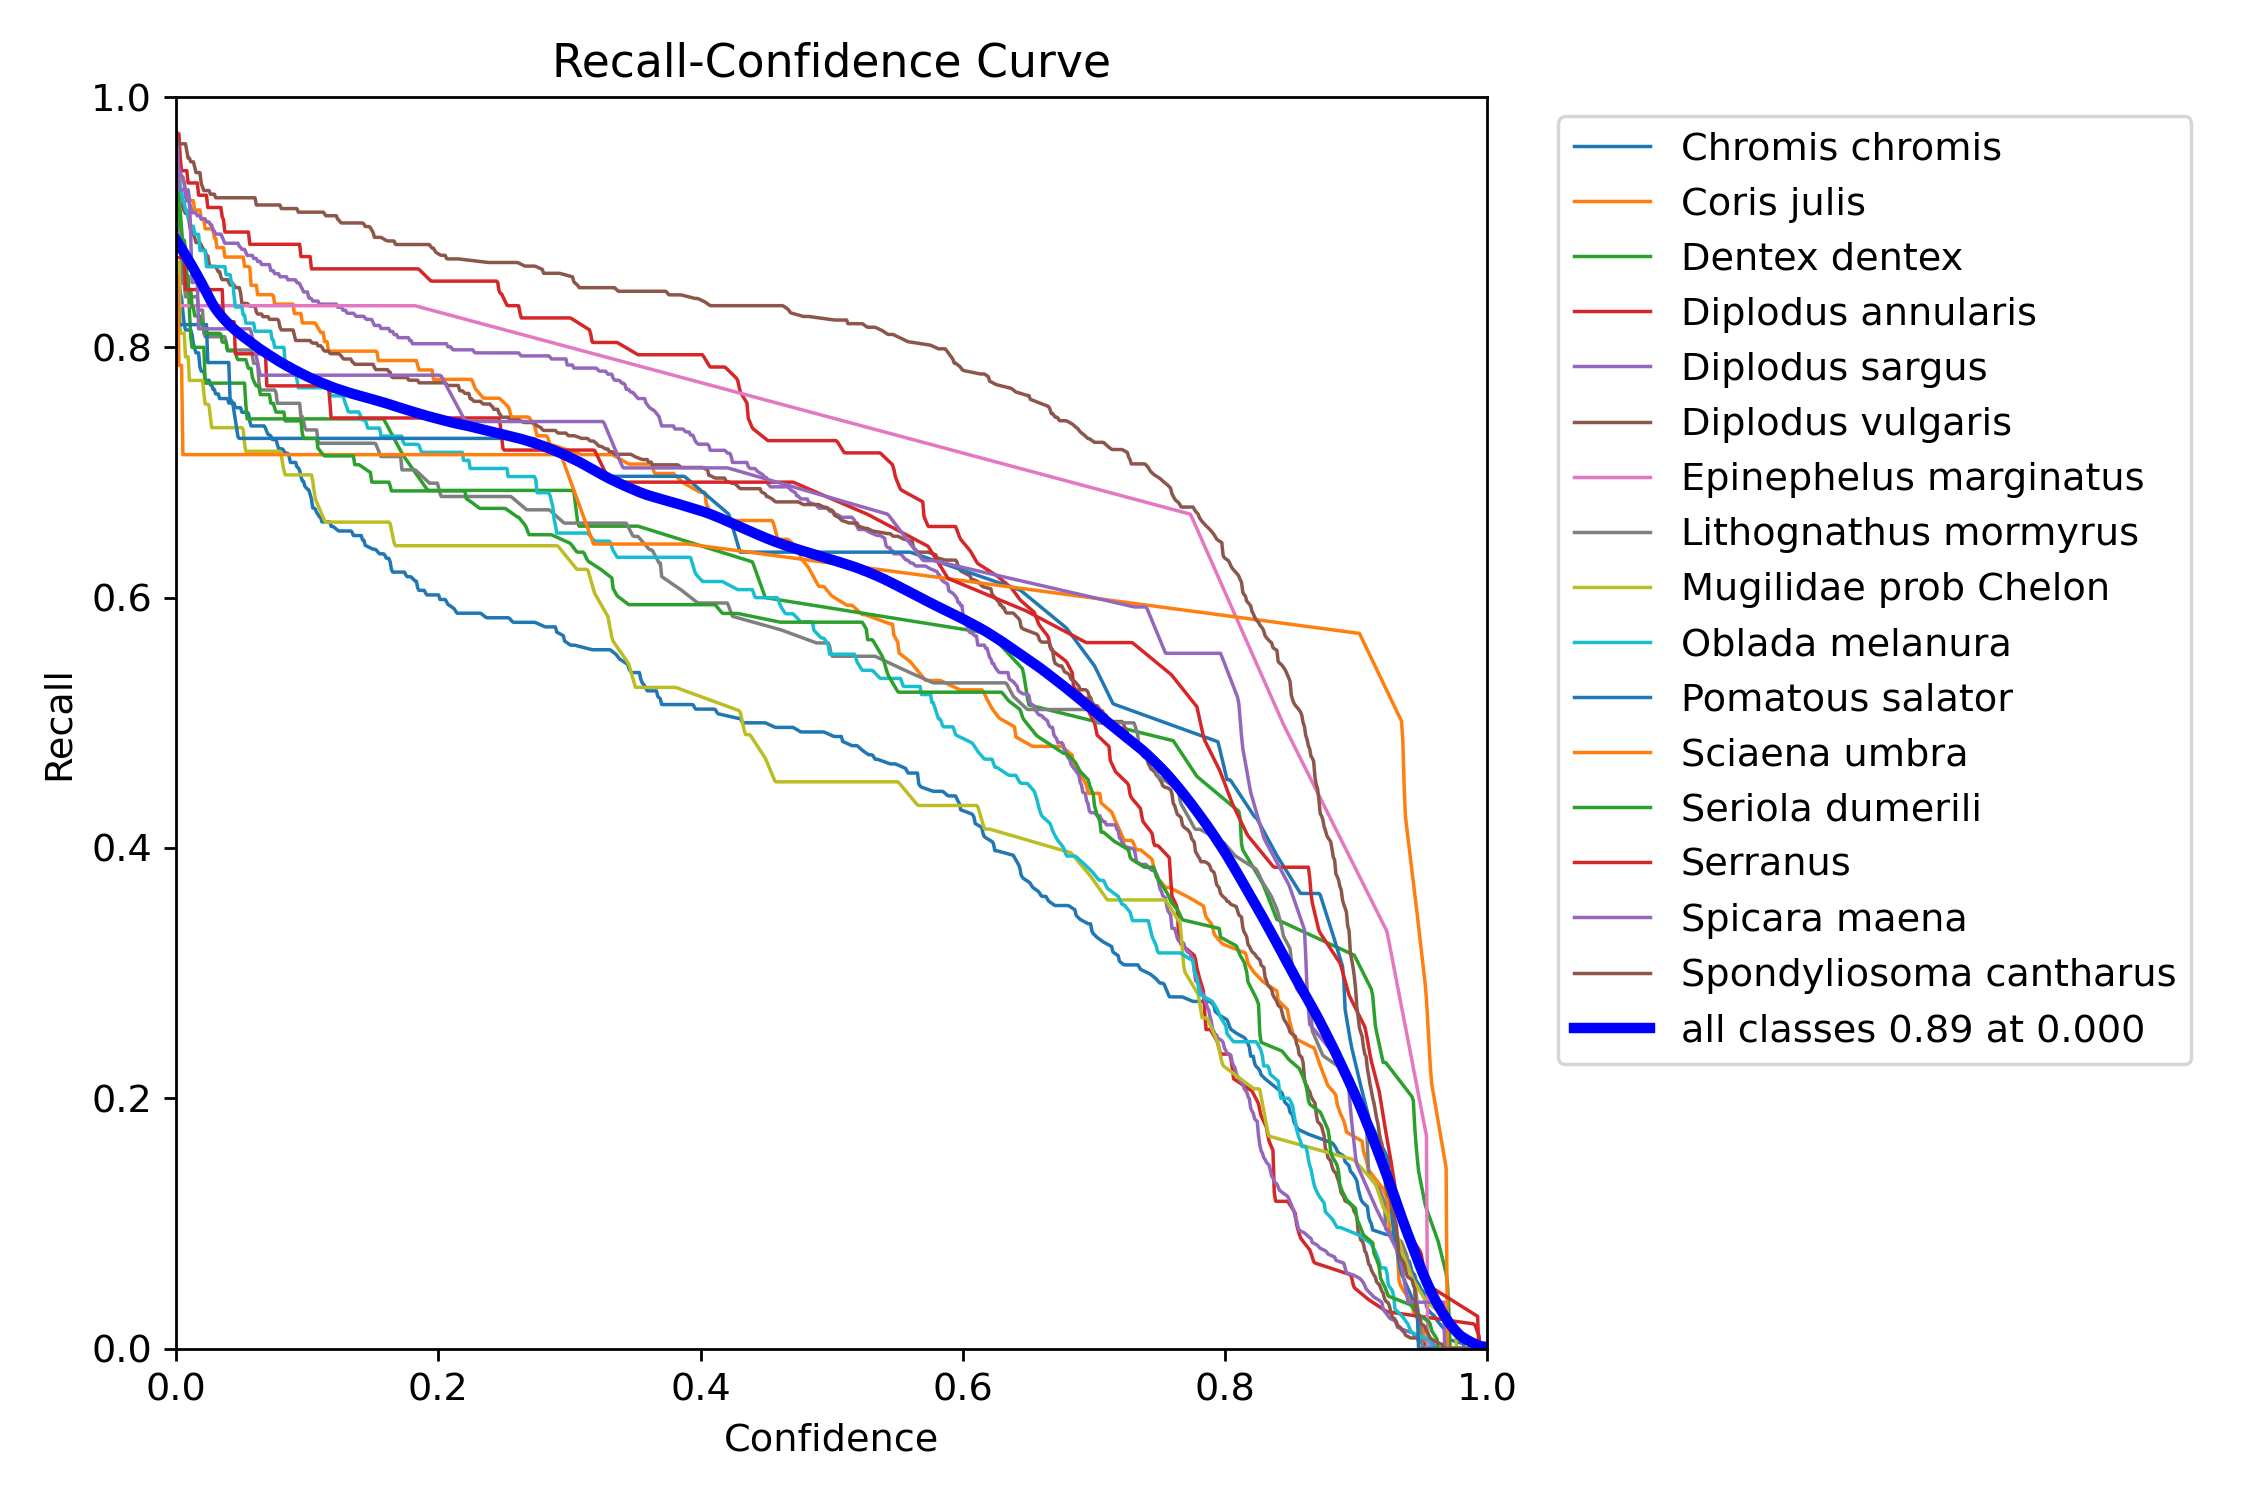 Recall-Confidence Curve
1.0
0.8
0.6
0.4
0.2
0.0
Recall
0.0 0.2 0.4 0.6 0.8 1.0
Confidence
Chromis chromis
Coris julis
Dentex dentex
Diplodus annularis
Diplodus sargus
Diplodus vulgaris
Epinephelus marginatus
Lithognathus mormyrus
Mugilidae prob Chelon
Oblada melanura
Pomatous salator
Sciaena umbra
Seriola dumerili
Serranus
Spicara maena
Spondyliosoma cantharus
all classes 0.89 at 0.000